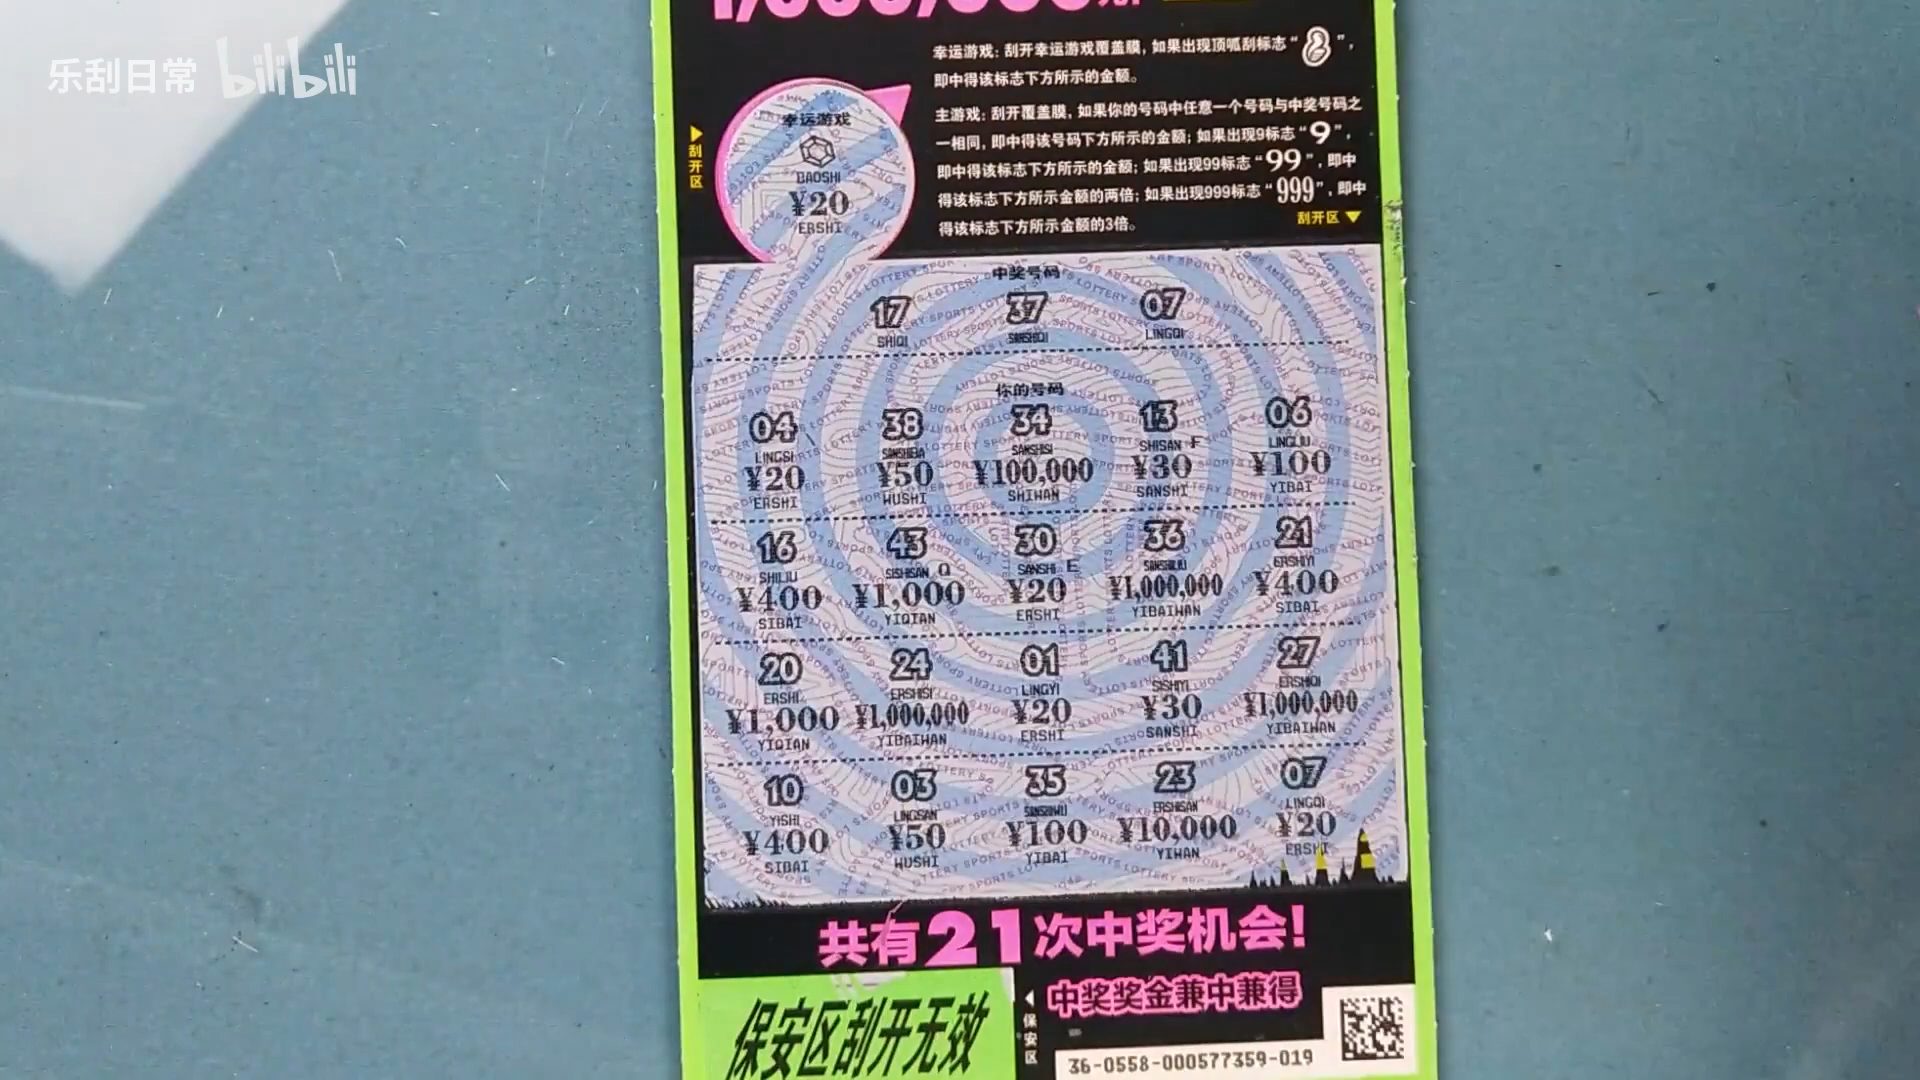 乐刮日常 bilibili
幸运游戏：刮开幸运游戏覆盖膜，如果出现顶呱刮标志“ ”，
即中得该标志下方所示的金额。
主游戏：刮开覆盖膜，如果你的号码中任意一个号码与中奖号码之
一相同，即中得该号码下方所示的金额；如果出现9标志“9”，
即中得该标志下方所示的金额；如果出现99标志“99”，即中
得该标志下方所示金额的两倍；如果出现999标志“999”，即中
得该标志下方所示金额的3倍。
刮开区
刮开区
幸运游戏
BAOSHI
¥20
ERSHI
中奖号码
17 37 07
SHIQI SANSHIQI LINGQI
你的号码
04 38 34 13 06
LINGSI SANSHIBA SANSHISI SHISAN F LINGLIU
¥20 ¥50 ¥100,000 ¥30 ¥100
ERSHI WUSHI SHIWAN SANSHI YIBAI
16 43 30 36 21
SHILIU SISHISAN Q SANSHI E SANSHILIU ERSHIYI
¥400 ¥1,000 ¥20 ¥1,000,000 ¥400
SIBAI YIQIAN ERSHI YIBAIWAN SIBAI
20 24 01 41 27
ERSHI ERSHISI LINGYI SISHIYI ERSHIQI
¥1,000 ¥1,000,000 ¥20 ¥30 ¥1,000,000
YIQIAN YIBAIWAN ERSHI SANSHI YIBAIWAN
10 03 35 23 07
YISHI LINGSAN SANSHIWU ERSHISAN LINGQI
¥400 ¥50 ¥100 ¥10,000 ¥20
SIBAI WUSHI YIBAI YIWAN ERSHI
共有21次中奖机会！
中奖奖金兼中兼得
保安区刮开无效
保安区
36-0558-000577359-019